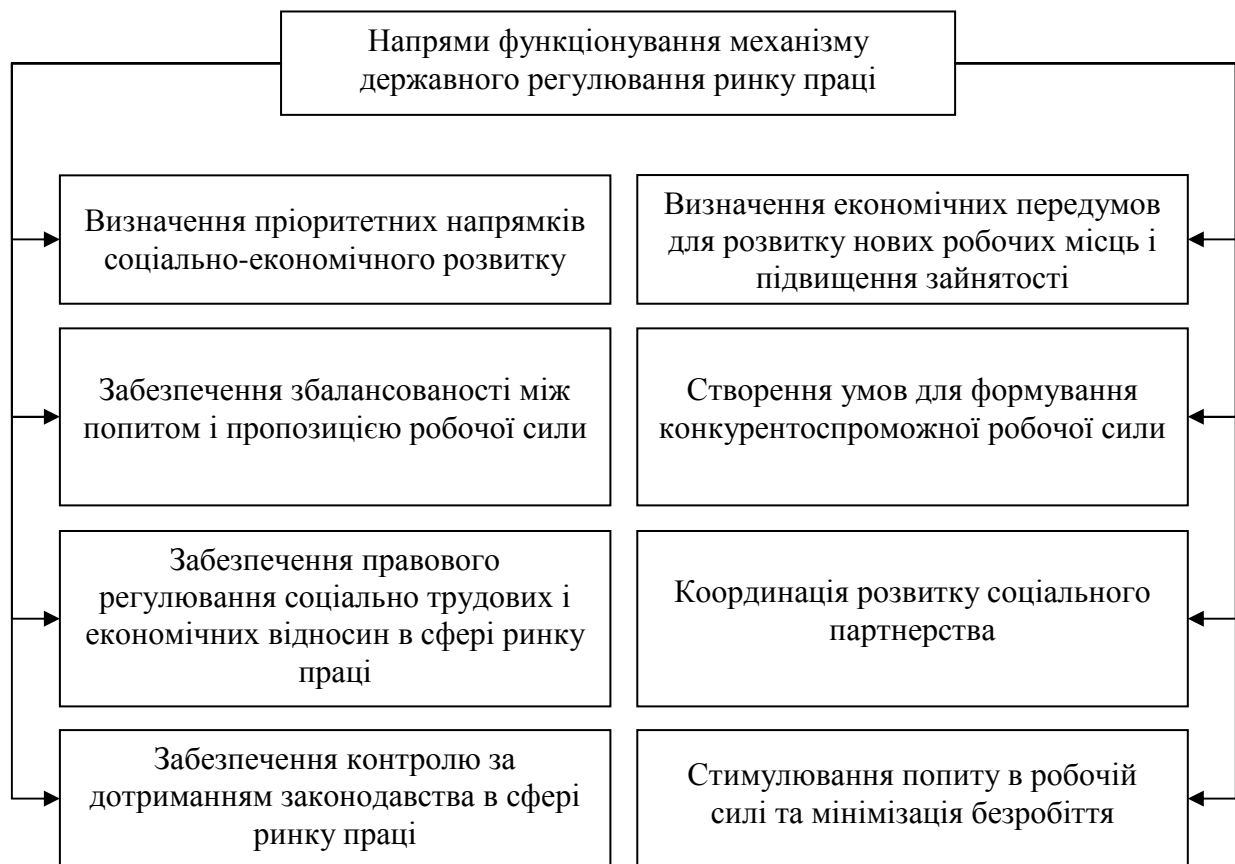 Напрями функціонування механізму
державного регулювання ринку праці
Визначення пріоритетних напрямків
соціально-економічного розвитку
Визначення економічних передумов
для розвитку нових робочих місць і
підвищення зайнятості
Забезпечення збалансованості між
попитом і пропозицією робочої сили
Створення умов для формування
конкурентоспроможної робочої сили
Забезпечення правового
регулювання соціально трудових і
економічних відносин в сфері ринку
праці
Координація розвитку соціального
партнерства
Забезпечення контролю за
дотриманням законодавства в сфері
ринку праці
Стимулювання попиту в робочій
силі та мінімізація безробіття